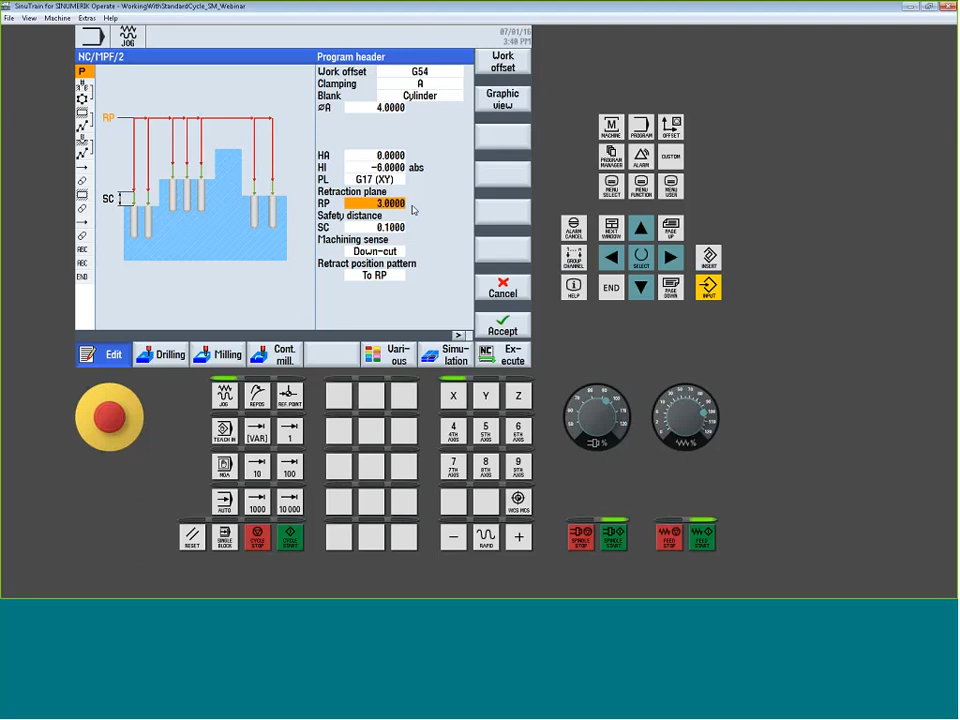 SinuTrain for SINUMERIK Operate - WorkingWithStandardCycle_SM_Webinar
File View Machine Extras Help
JOG
07/01/16
3:40 PM
NC/MPF/2
Program header
Work offset
P
RP
SC
Work offset G54
Clamping A
Blank Cylinder
⌀A 4.0000
HA 0.0000
HI -6.0000 abs
PL G17 (XY)
Retraction plane
RP 3.0000
Safety distance
SC 0.1000
Machining sense
Down-cut
Retract position pattern
To RP
ABC
ABC
END
Graphic view
Cancel
Accept
>
Edit
Drilling
Milling
Cont. mill.
Vari- ous
Simu- lation
NC Ex- ecute
M MACHINE
PROGRAM
OFFSET
PROGRAM MANAGER
ALARM
CUSTOM
MENU SELECT
MENU FUNCTION
MENU USER
ALARM CANCEL
NEXT WINDOW
PAGE UP
1...n GROUP CHANNEL
SELECT
INSERT
i HELP
END
PAGE DOWN
INPUT
JOG
REPOS
REF.POINT
TEACH IN
[VAR]
1
MDA
10
100
AUTO
1000
10 000
RESET
SINGLE BLOCK
CYCLE STOP
CYCLE START
X
Y
Z
4 4TH AXIS
5 5TH AXIS
6 6TH AXIS
7 7TH AXIS
8 8TH AXIS
9 9TH AXIS
WCS MCS
−
RAPID
+
%
%
SPINDLE STOP
SPINDLE START
FEED STOP
FEED START